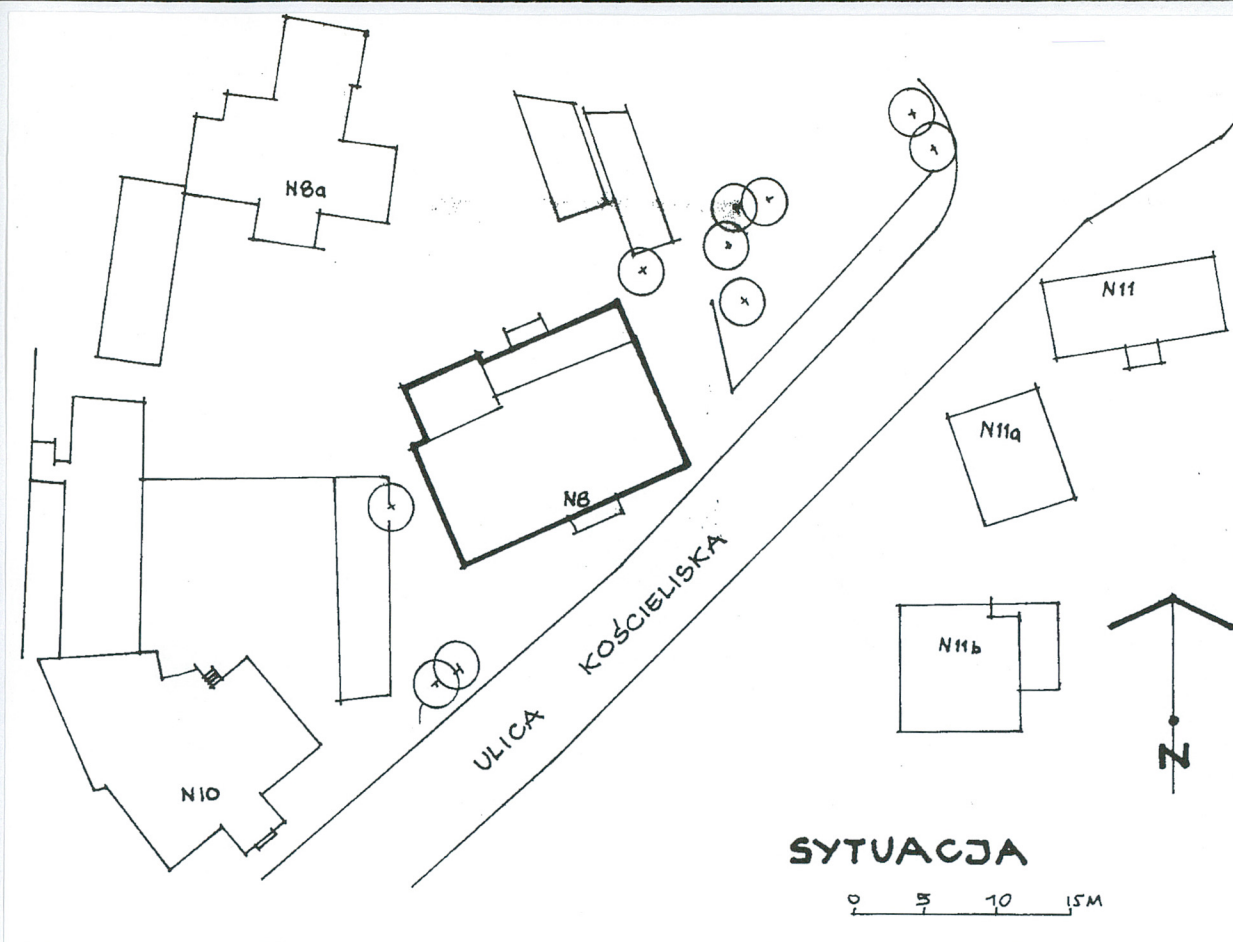 N8a
N11
N11a
N8
N11b
ULICA KOŚCIELISKA
N10
N
SYTUACJA
0 5 10 15M